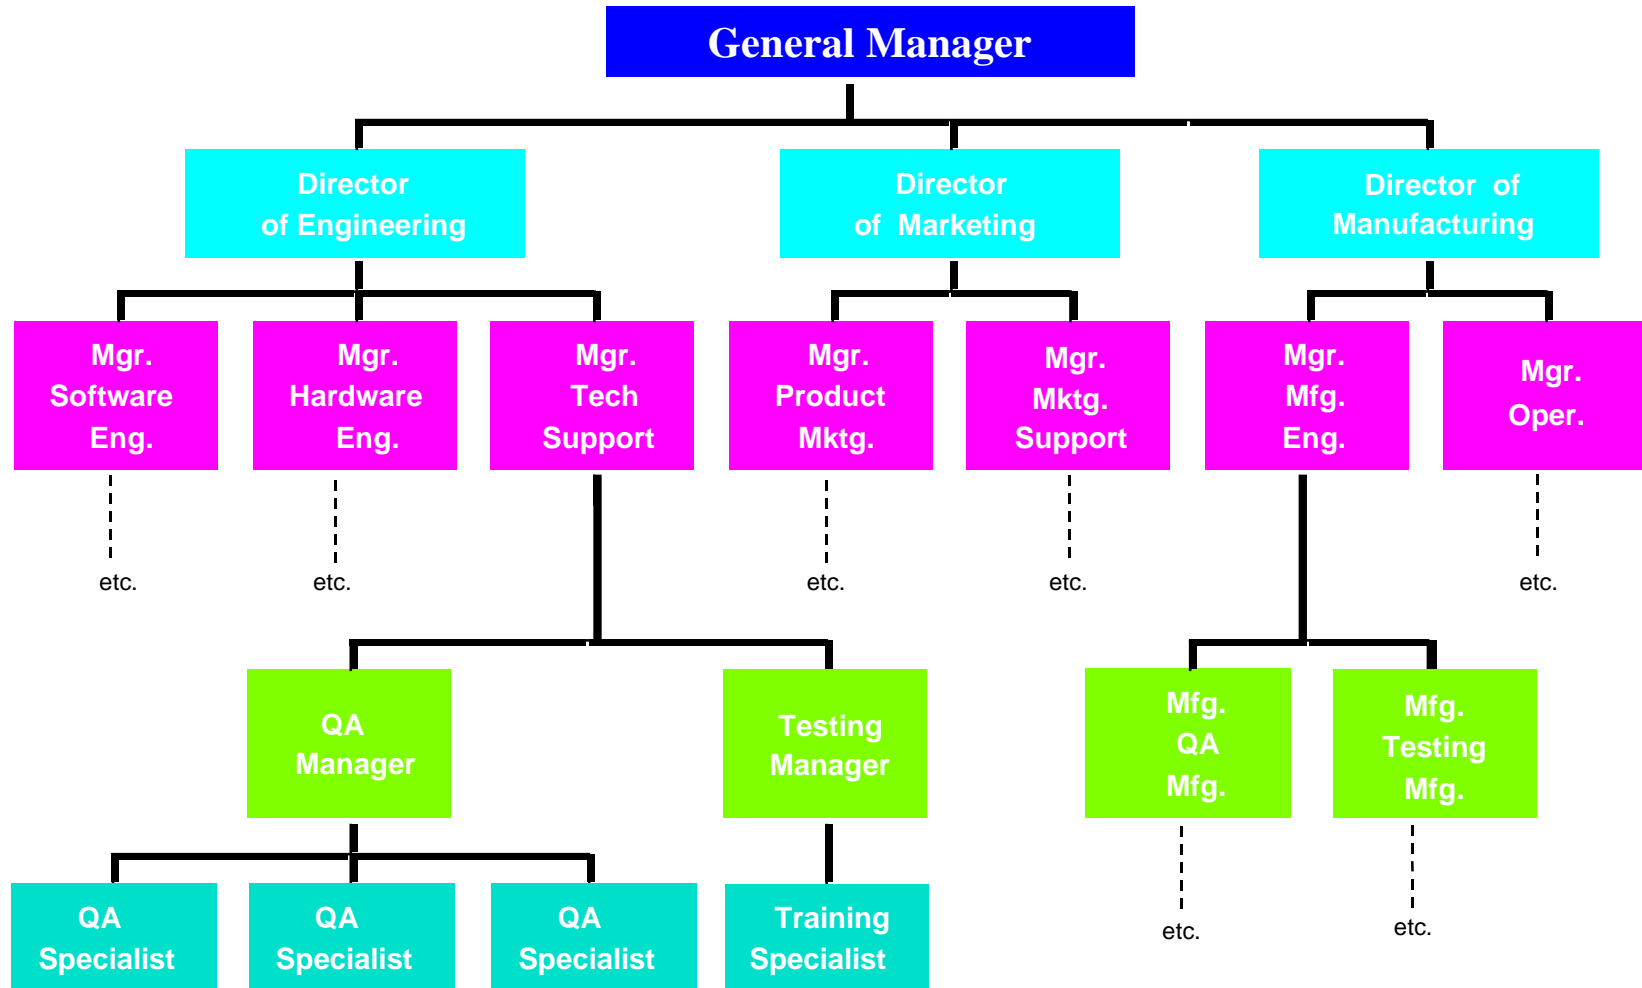 General Manager
Director
of Engineering
Director
of Marketing
Director of
Manufacturing
Mgr.
Software
Eng.
Mgr.
Hardware
Eng.
Mgr.
Tech
Support
Mgr.
Product
Mktg.
Mgr.
Mktg.
Support
Mgr.
Mfg.
Eng.
Mgr.
Oper.
etc.
etc.
etc.
etc.
etc.
QA
Manager
Testing
Manager
Mfg.
QA
Mfg.
Mfg.
Testing
Mfg.
QA
Specialist
QA
Specialist
QA
Specialist
Training
Specialist
etc.
etc.